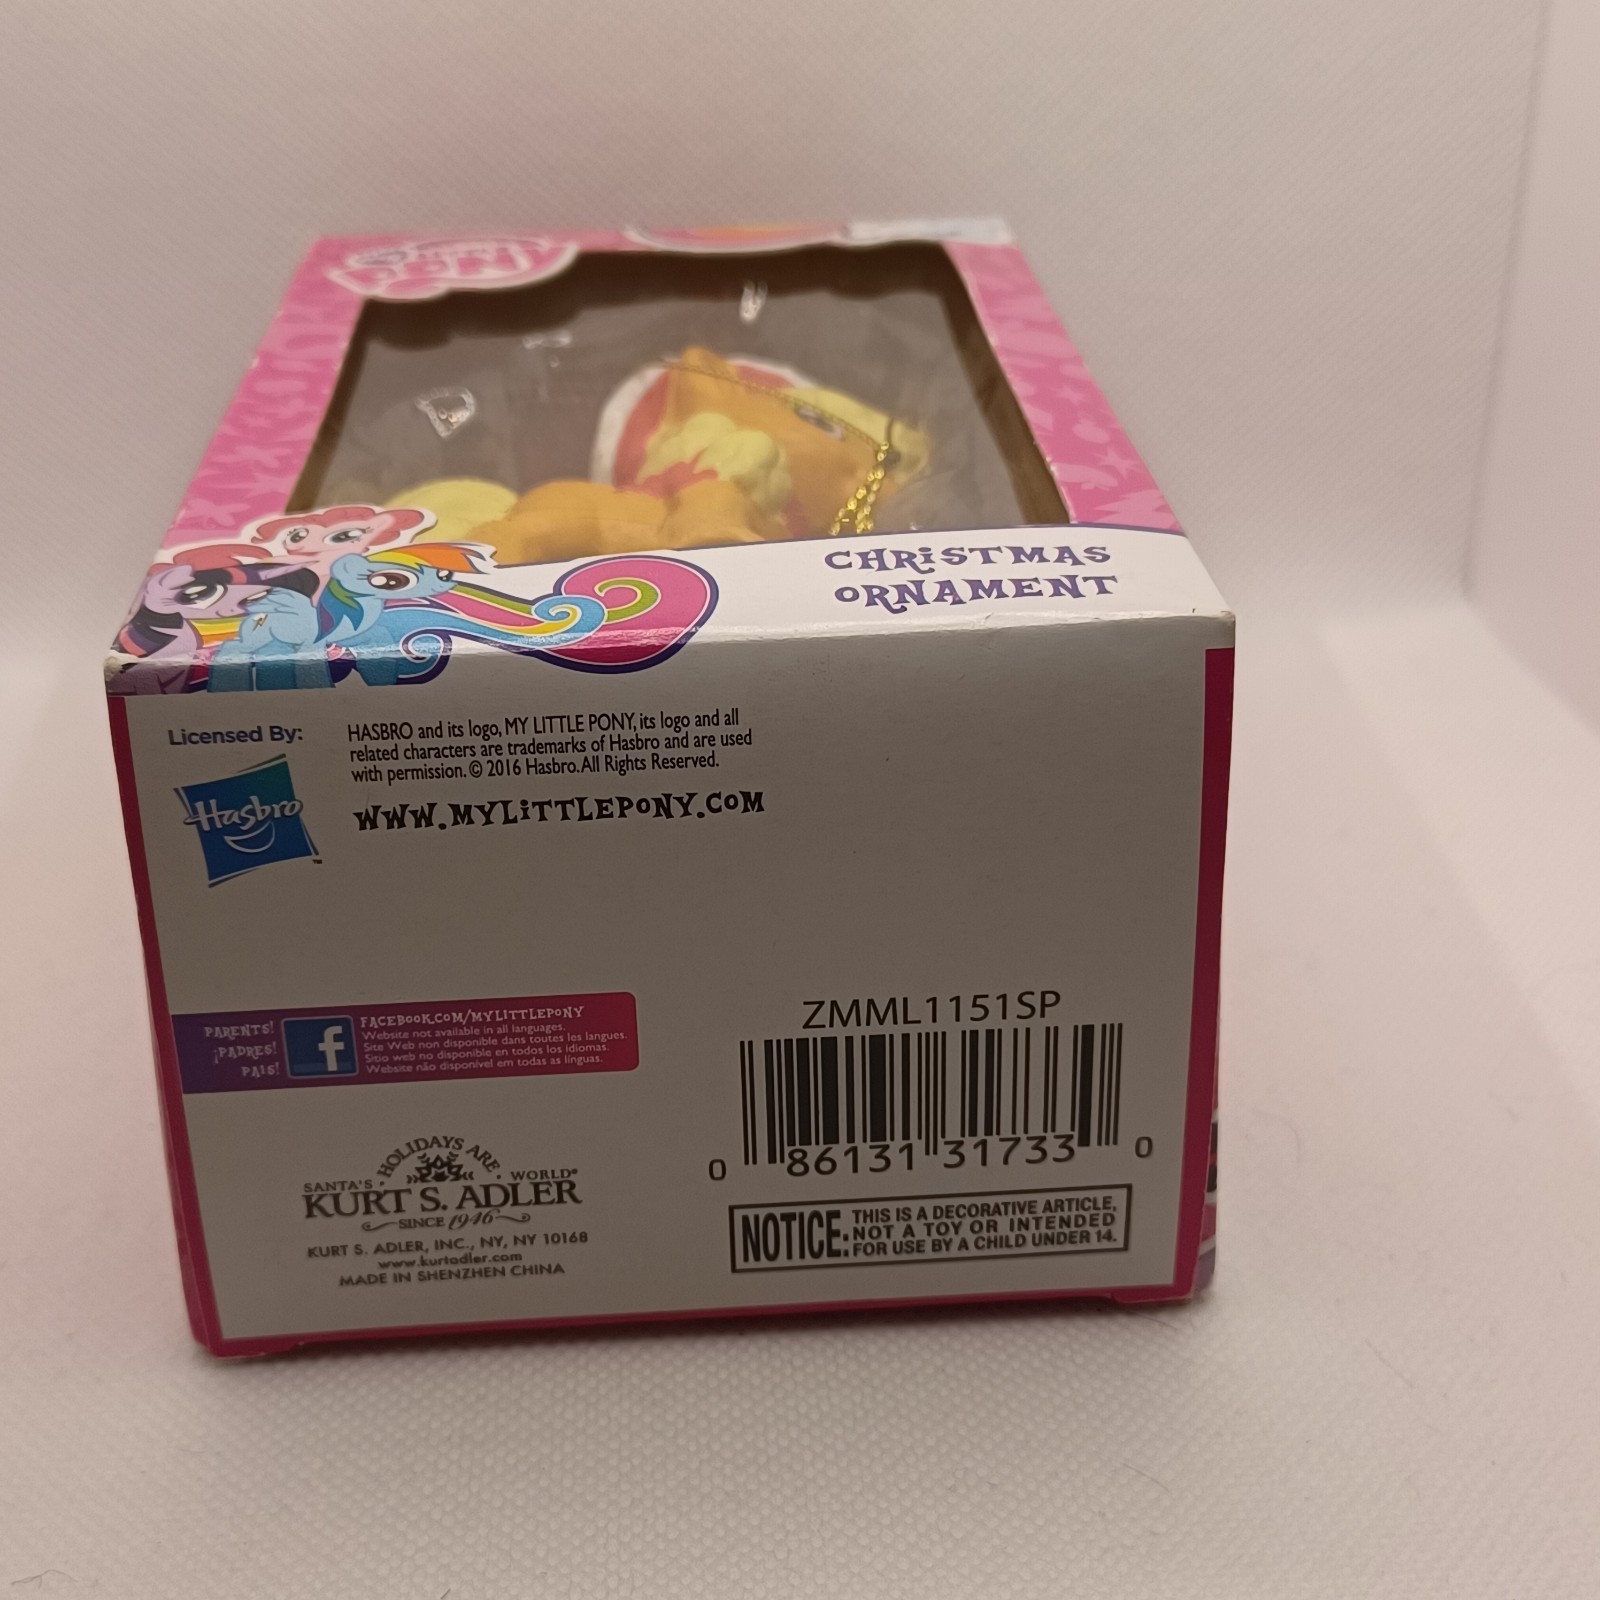 CHRISTMAS
ORNAMENT
Licensed By:
Hasbro
™
HASBRO and its logo, MY LITTLE PONY, its logo and all
related characters are trademarks of Hasbro and are used
with permission. © 2016 Hasbro. All Rights Reserved.
WWW.MYLITTLEPONY.COM
PARENTS!
¡PADRES!
PAIS!
f
FACEBOOK.COM/MYLITTLEPONY
Website not available in all languages.
Site Web non disponible dans toutes les langues.
Sitio web no disponible en todos los idiomas.
Website não disponível em todas as línguas.
SANTA'S • HOLIDAYS ARE • WORLD®
KURT S. ADLER
SINCE 1946
KURT S. ADLER, INC., NY, NY 10168
www.kurtadler.com
MADE IN SHENZHEN CHINA
ZMML1151SP
0 86131 31733 0
NOTICE: THIS IS A DECORATIVE ARTICLE,
NOT A TOY OR INTENDED
FOR USE BY A CHILD UNDER 14.